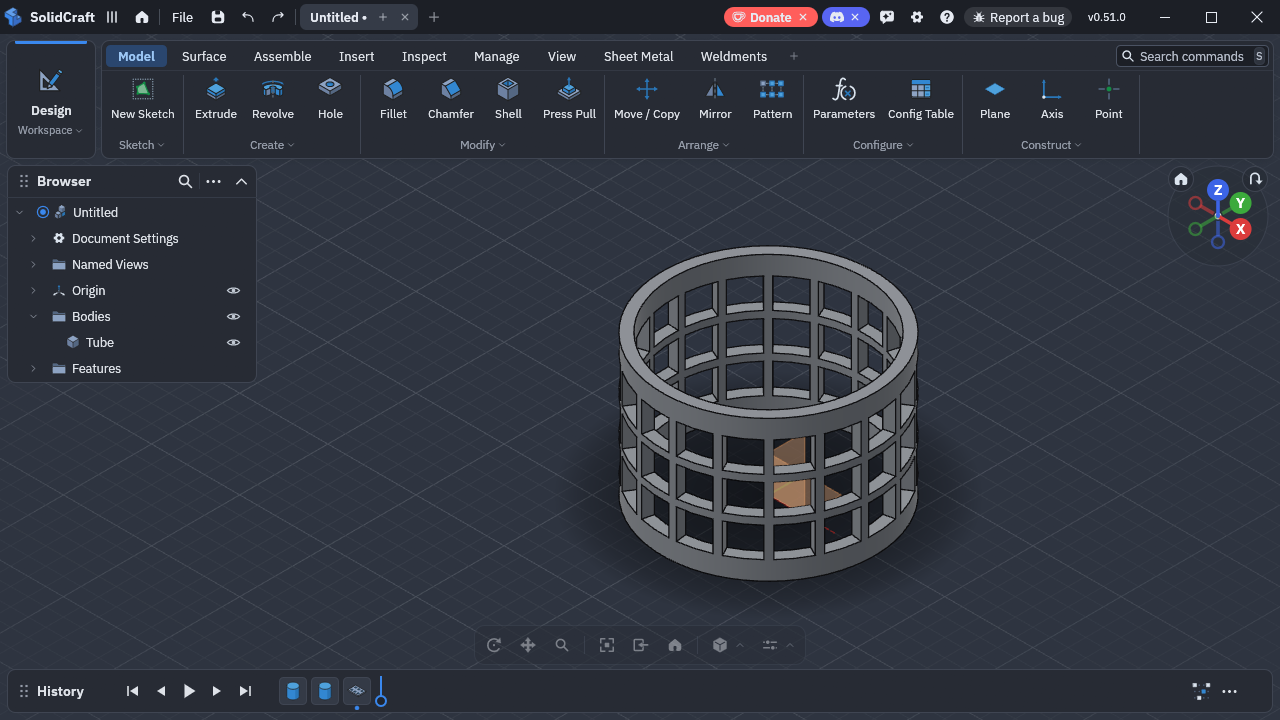 SolidCraft File Untitled • Donate Report a bug v0.51.0
Model Surface Assemble Insert Inspect Manage View Sheet Metal Weldments Search commands S
Design
Workspace
New Sketch Extrude Revolve Hole Fillet Chamfer Shell Press Pull Move / Copy Mirror Pattern Parameters Config Table Plane Axis Point
Sketch Create Modify Arrange Configure Construct
Browser
Untitled
Document Settings
Named Views
Origin
Bodies
Tube
Features
Z
Y
X
History